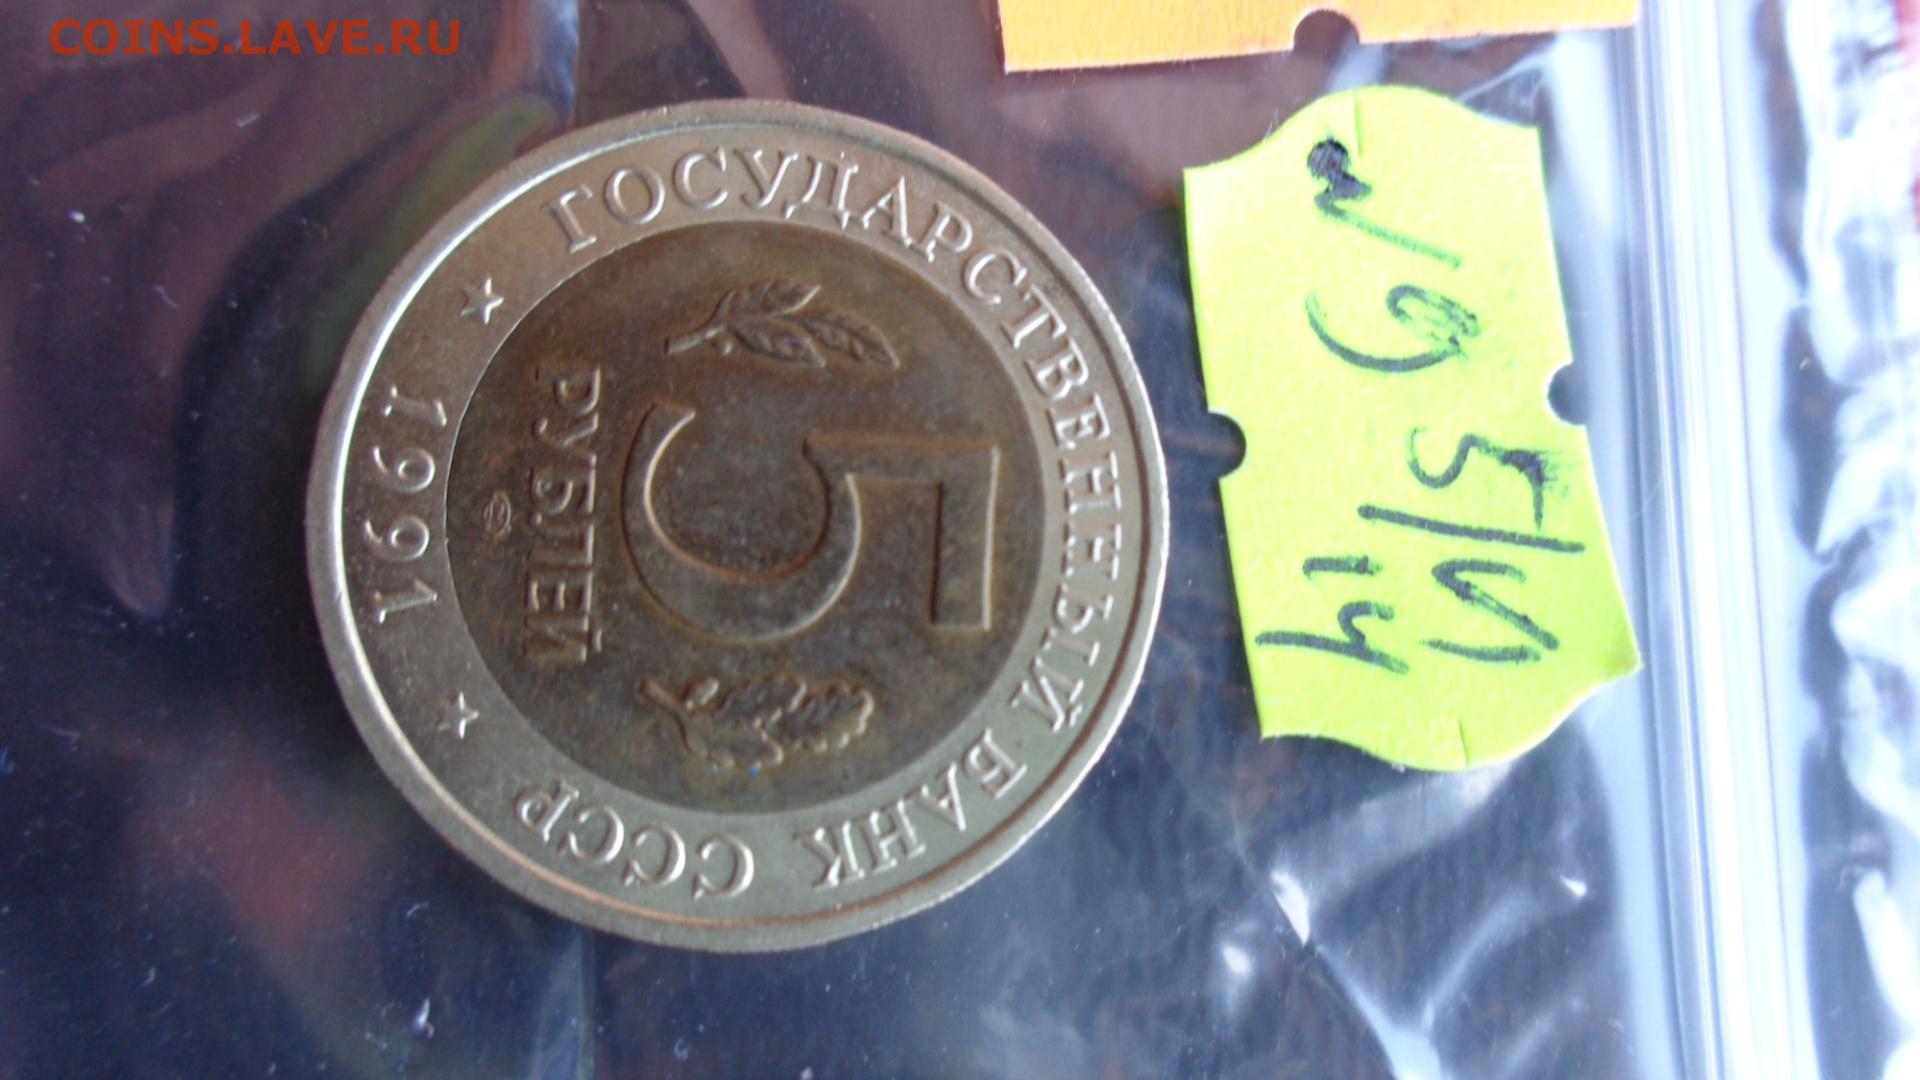 COINS.LAVE.RU
ГОСУДАРСТВЕННЫЙ БАНК СССР
5
РУБЛЕЙ
1991